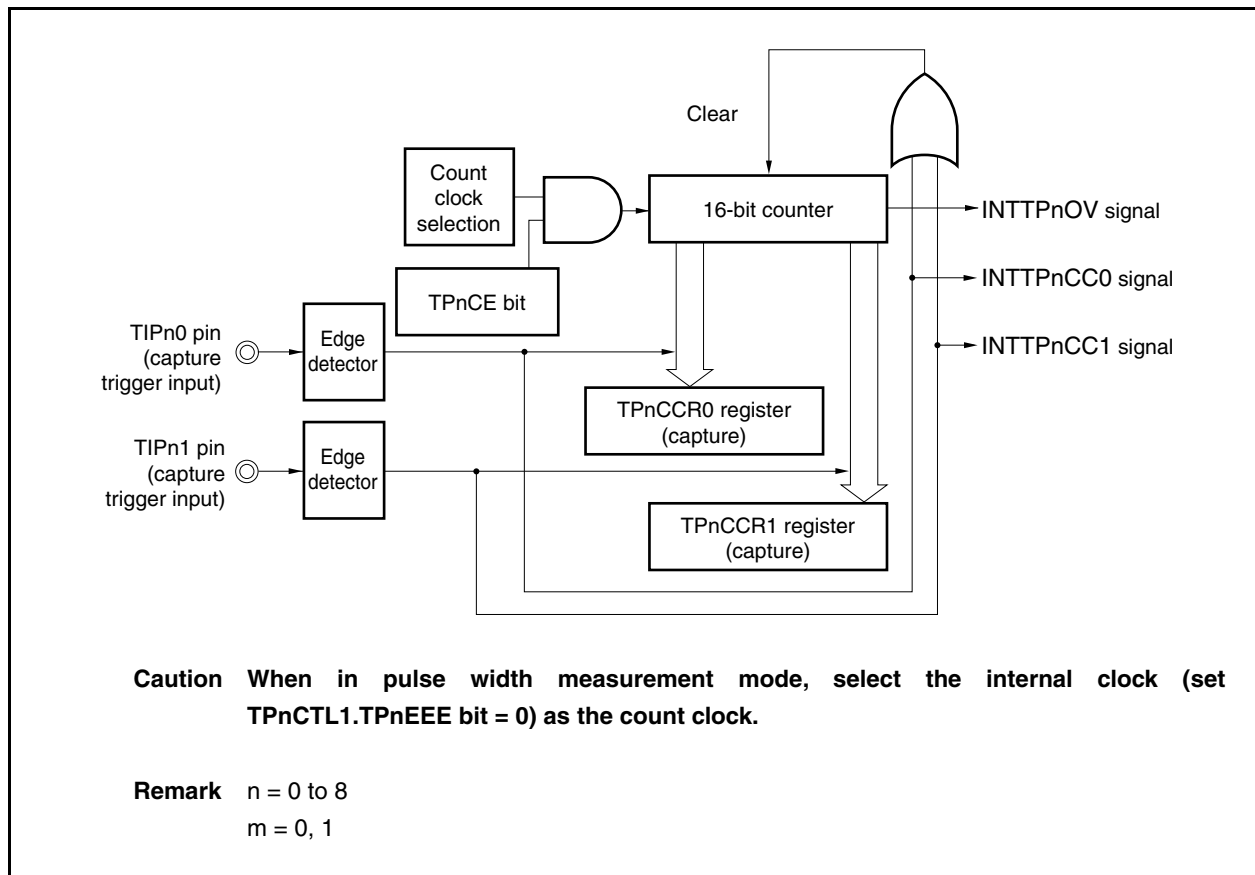 Clear
Count
clock
selection
16-bit counter
INTTPnOV signal
TPnCE bit
INTTPnCC0 signal
TIPn0 pin
(capture
trigger input)
Edge
detector
INTTPnCC1 signal
TPnCCR0 register
(capture)
TIPn1 pin
(capture
trigger input)
Edge
detector
TPnCCR1 register
(capture)
Caution When in pulse width measurement mode, select the internal clock (set
TPnCTL1.TPnEEE bit = 0) as the count clock.
Remark n = 0 to 8
m = 0, 1